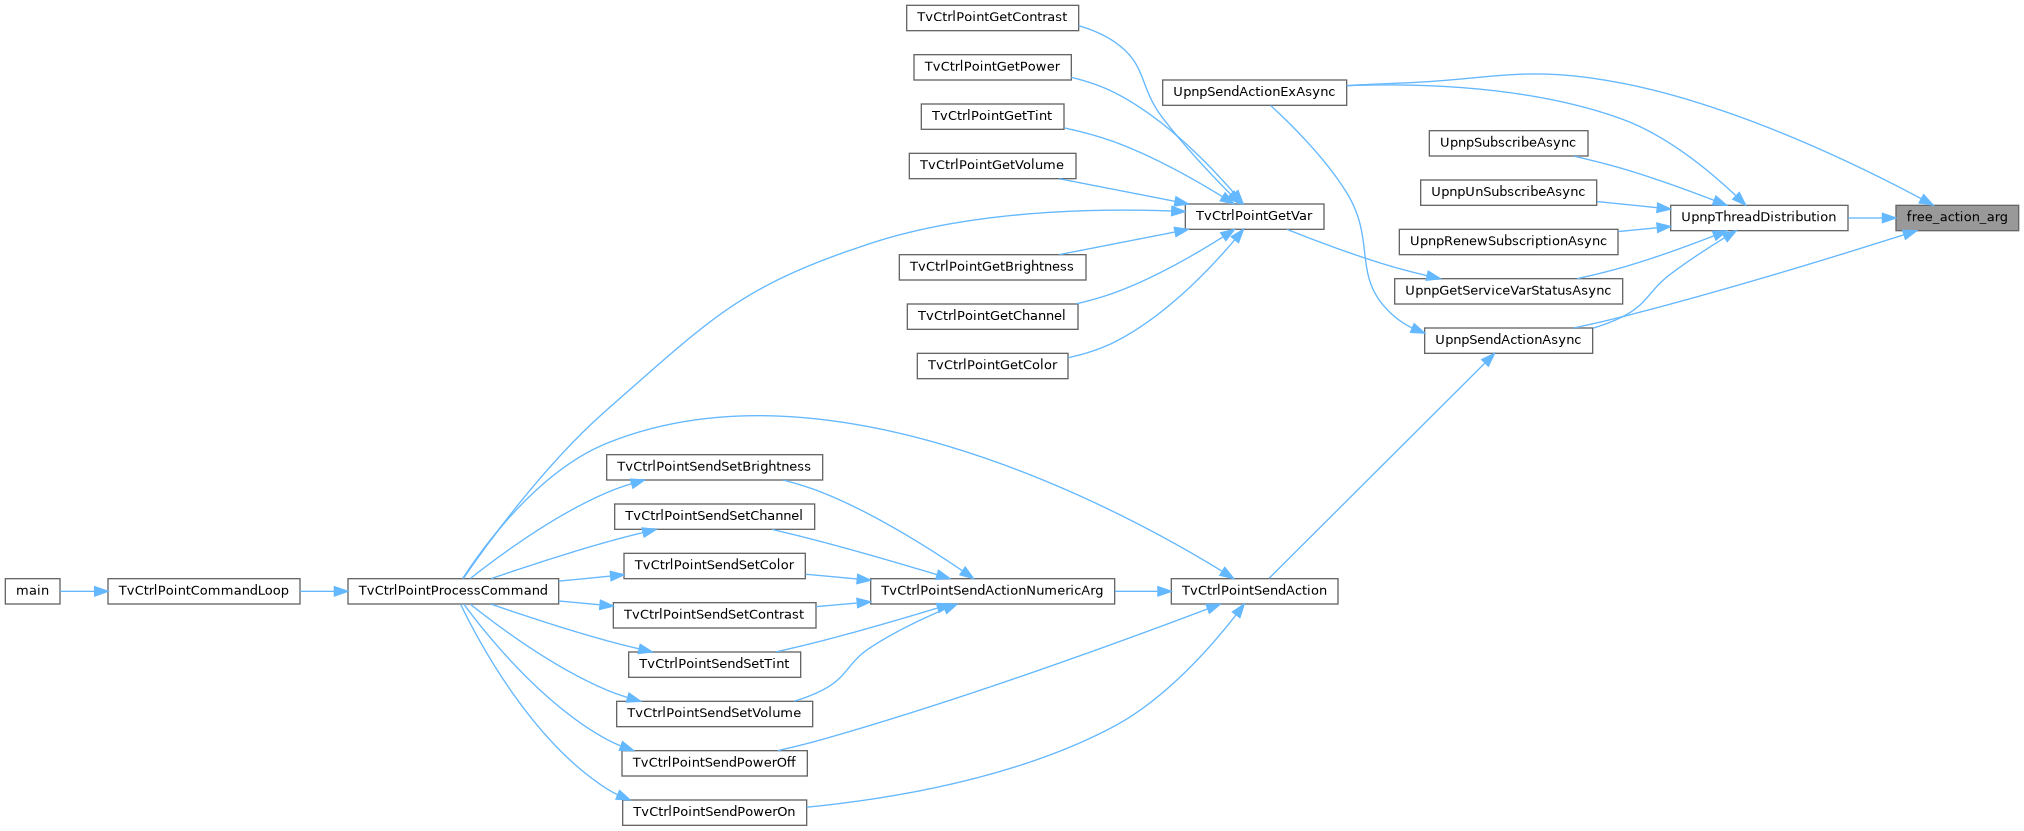 TvCtrlPointGetContrast
TvCtrlPointGetPower
UpnpSendActionExAsync
TvCtrlPointGetTint
UpnpSubscribeAsync
TvCtrlPointGetVolume
UpnpUnSubscribeAsync
TvCtrlPointGetVar
UpnpThreadDistribution
free_action_arg
UpnpRenewSubscriptionAsync
TvCtrlPointGetBrightness
UpnpGetServiceVarStatusAsync
TvCtrlPointGetChannel
UpnpSendActionAsync
TvCtrlPointGetColor
TvCtrlPointSendSetBrightness
TvCtrlPointSendSetChannel
TvCtrlPointSendSetColor
main
TvCtrlPointCommandLoop
TvCtrlPointProcessCommand
TvCtrlPointSendActionNumericArg
TvCtrlPointSendAction
TvCtrlPointSendSetContrast
TvCtrlPointSendSetTint
TvCtrlPointSendSetVolume
TvCtrlPointSendPowerOff
TvCtrlPointSendPowerOn